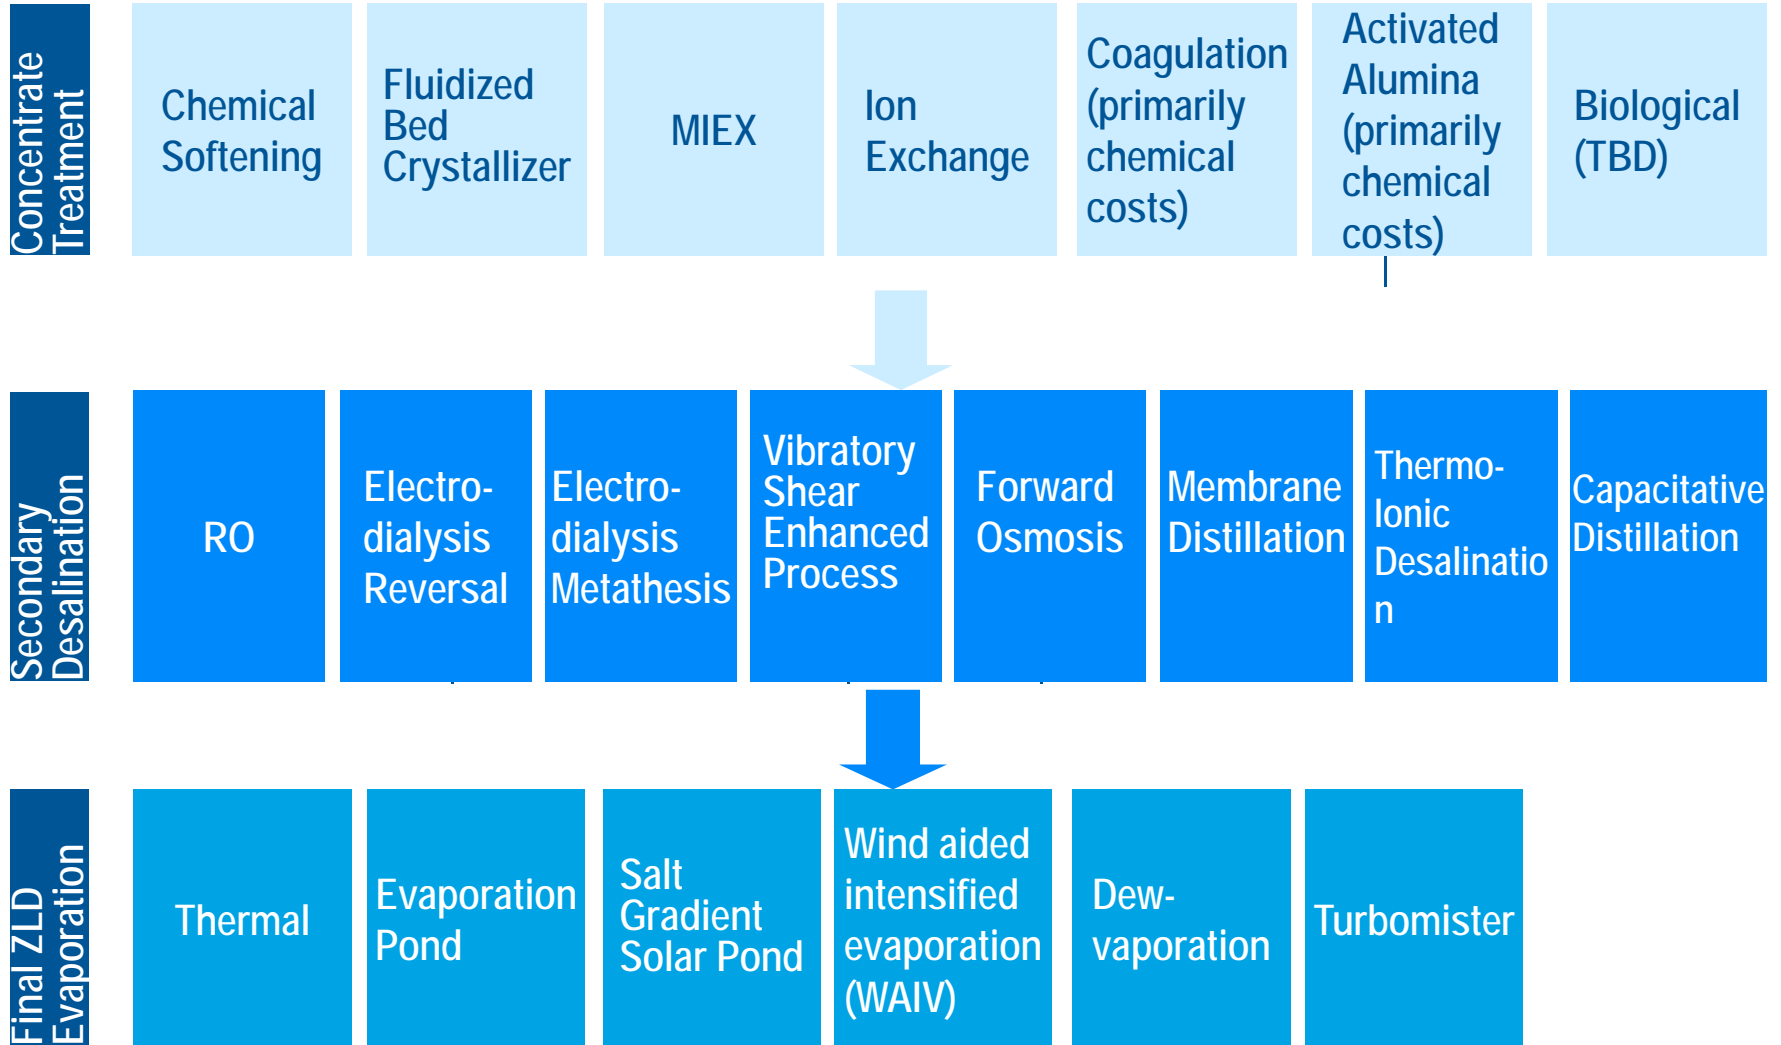 Concentrate
Treatment
Chemical
Softening
Fluidized
Bed
Crystallizer
MIEX
Ion
Exchange
Coagulation
(primarily
chemical
costs)
Activated
Alumina
(primarily
chemical
costs)
Biological
(TBD)
Secondary
Desalination
RO
Electro-
dialysis
Reversal
Electro-
dialysis
Metathesis
Vibratory
Shear
Enhanced
Process
Forward
Osmosis
Membrane
Distillation
Thermo-
Ionic
Desalinatio
n
Capacitative
Distillation
Final ZLD
Evaporation
Thermal
Evaporation
Pond
Salt
Gradient
Solar Pond
Wind aided
intensified
evaporation
(WAIV)
Dew-
vaporation
Turbomister